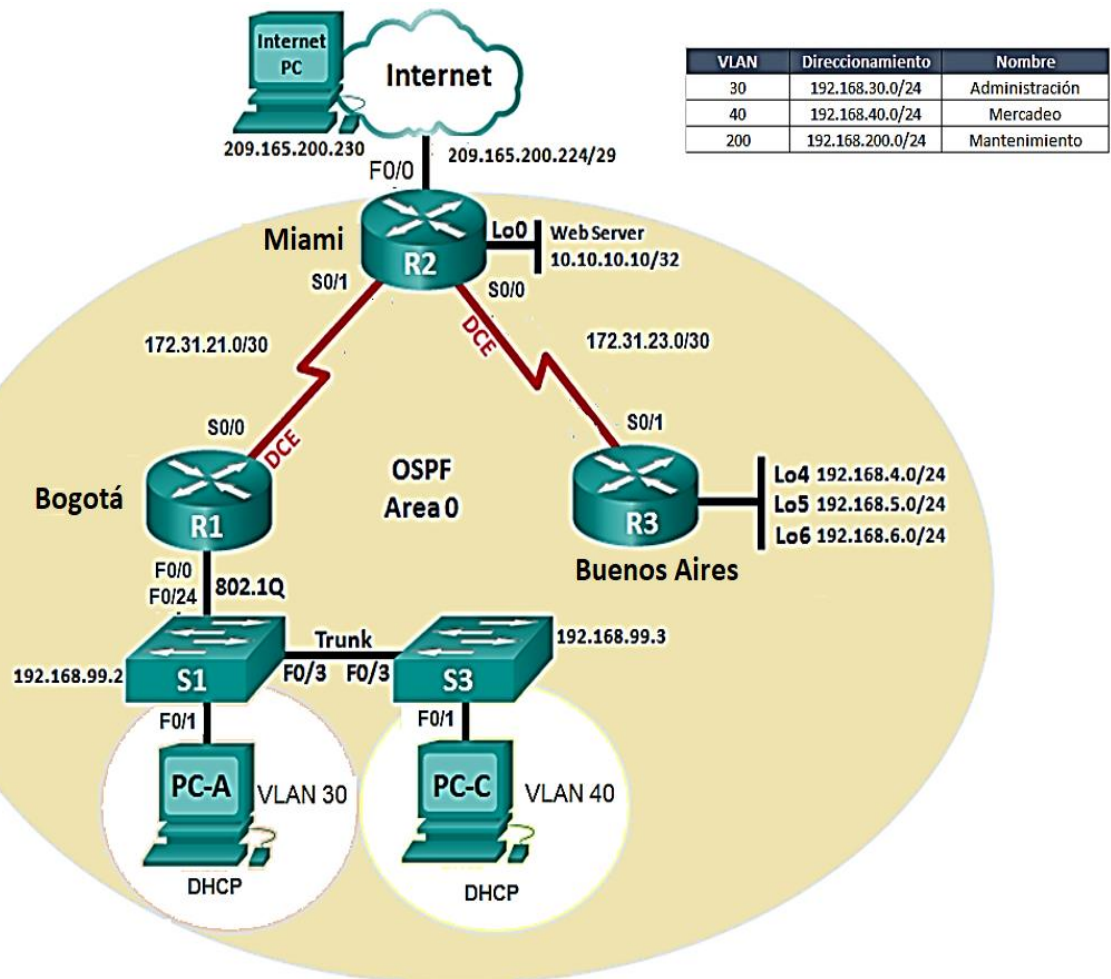 Internet
PC
Internet
209.165.200.230
209.165.200.224/29
F0/0
VLAN Direccionamiento Nombre
30 192.168.30.0/24 Administración
40 192.168.40.0/24 Mercadeo
200 192.168.200.0/24 Mantenimiento
Miami
R2
Lo0
Web Server
10.10.10.10/32
S0/1
S0/0
DCE
172.31.21.0/30
172.31.23.0/30
S0/0
DCE
S0/1
OSPF
Area 0
Bogotá
R1
R3
Buenos Aires
Lo4 192.168.4.0/24
Lo5 192.168.5.0/24
Lo6 192.168.6.0/24
F0/0
F0/24
802.1Q
Trunk
192.168.99.3
192.168.99.2
S1
F0/3
F0/3
S3
F0/1
F0/1
PC-A
VLAN 30
PC-C
VLAN 40
DHCP
DHCP